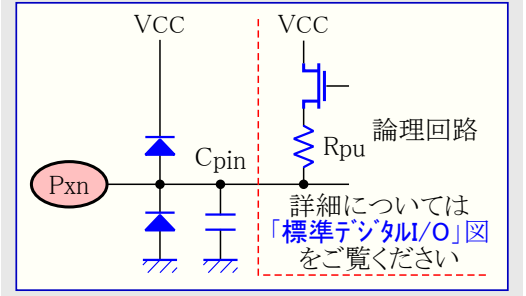 VCC
VCC
論理回路
Rpu
Cpin
Pxn
詳細については
「標準デジタルI/O」図
をご覧ください